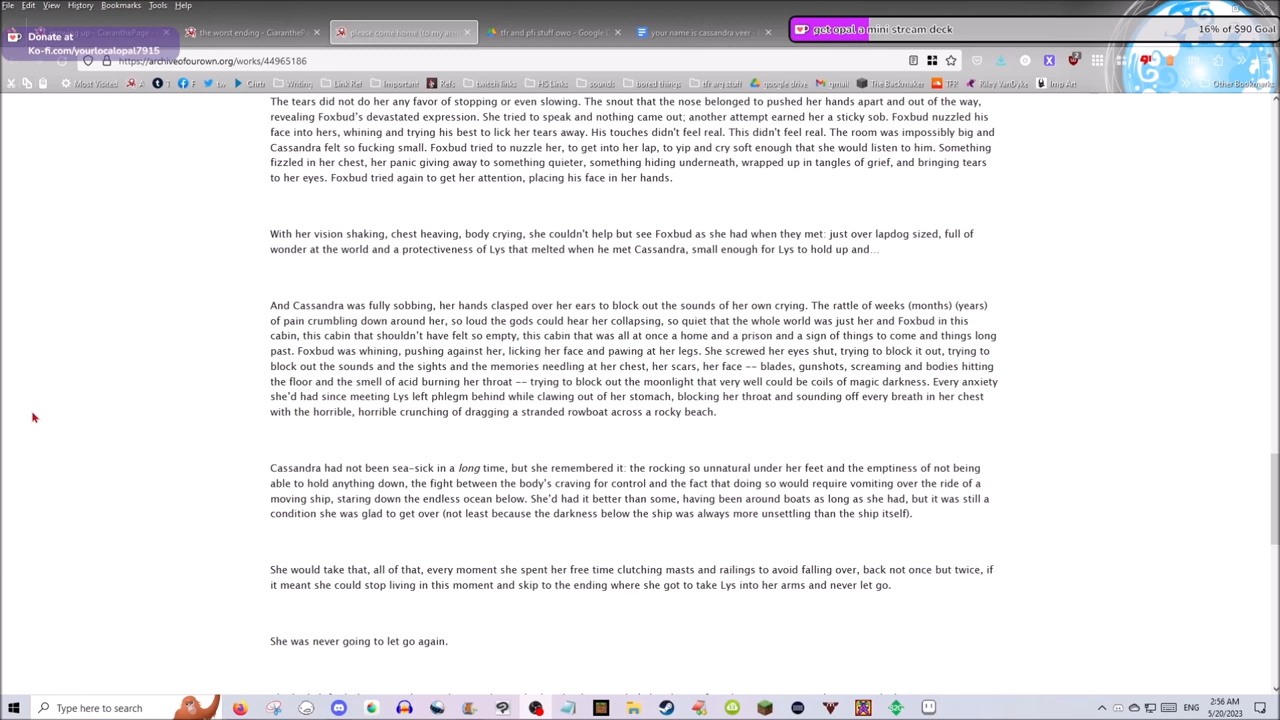 File Edit View History Bookmarks Tools Help
the worst ending - CiaranthePage
please come home (to my ar
tfr and pfi stuff owo - Google D
your name is cassandra veer
get opal a mini stream deck
16% of $90 Goal
Donate at
Ko-fi.com/yourlocalopal7915
https://archiveofourown.org/works/44965186
Most Visited
A
T
F
tw
Chrb
Writing
Link Ref
Important
Refs
twitch links
HS Links
sounds
bored things
tfr arg stuff
google drive
gmail
The Backmaker
TFR
Riley VanDyke
Imp Art
Other Bookmarks
The tears did not do her any favor of stopping or even slowing. The snout that the nose belonged to pushed her hands apart and out of the way,
revealing Foxbud's devastated expression. She tried to speak and nothing came out; another attempt earned her a sticky sob. Foxbud nuzzled his
face into hers, whining and trying his best to lick her tears away. His touches didn't feel real. This didn't feel real. The room was impossibly big and
Cassandra felt so fucking small. Foxbud tried to nuzzle her, to get into her lap, to yip and cry soft enough that she would listen to him. Something
fizzled in her chest, her panic giving away to something quieter, something hiding underneath, wrapped up in tangles of grief, and bringing tears
to her eyes. Foxbud tried again to get her attention, placing his face in her hands.
With her vision shaking, chest heaving, body crying, she couldn't help but see Foxbud as she had when they met: just over lapdog sized, full of
wonder at the world and a protectiveness of Lys that melted when he met Cassandra, small enough for Lys to hold up and...
And Cassandra was fully sobbing, her hands clasped over her ears to block out the sounds of her own crying. The rattle of weeks (months) (years)
of pain crumbling down around her, so loud the gods could hear her collapsing, so quiet that the whole world was just her and Foxbud in this
cabin, this cabin that shouldn't have felt so empty, this cabin that was all at once a home and a prison and a sign of things to come and things long
past. Foxbud was whining, pushing against her, licking her face and pawing at her legs. She screwed her eyes shut, trying to block it out, trying to
block out the sounds and the sights and the memories needling at her chest, her scars, her face -- blades, gunshots, screaming and bodies hitting
the floor and the smell of acid burning her throat -- trying to block out the moonlight that very well could be coils of magic darkness. Every anxiety
she'd had since meeting Lys left phlegm behind while clawing out of her stomach, blocking her throat and sounding off every breath in her chest
with the horrible, horrible crunching of dragging a stranded rowboat across a rocky beach.
Cassandra had not been sea-sick in a long time, but she remembered it: the rocking so unnatural under her feet and the emptiness of not being
able to hold anything down, the fight between the body's craving for control and the fact that doing so would require vomiting over the ride of a
moving ship, staring down the endless ocean below. She'd had it better than some, having been around boats as long as she had, but it was still a
condition she was glad to get over (not least because the darkness below the ship was always more unsettling than the ship itself).
She would take that, all of that, every moment she spent her free time clutching masts and railings to avoid falling over, back not once but twice, if
it meant she could stop living in this moment and skip to the ending where she got to take Lys into her arms and never let go.
She was never going to let go again.
Type here to search
ENG
2:56 AM
5/20/2023